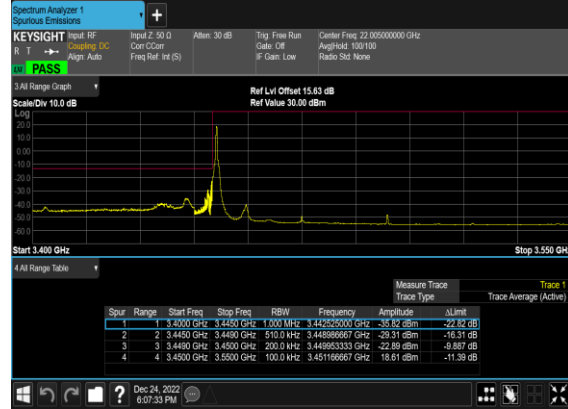 Spectrum Analyzer 1
Spurious Emissions
KEYSIGHT Input: RF Input Z: 50 Ω Atten: 30 dB Trig: Free Run Center Freq: 22.005000000 GHz
R T Coupling: DC Corr CCorr Gate: Off Avg|Hold: 100/100
Align: Auto Freq Ref: Int (S) IF Gain: Low Radio Std: None
PASS
3 All Range Graph
Ref Lvl Offset 15.63 dB
Scale/Div 10.0 dB Ref Value 30.00 dBm
Log
20.0
10.0
0.00
-10.0
-20.0
-30.0
-40.0
-50.0
-60.0
Start 3.400 GHz Stop 3.550 GHz
4 All Range Table
Measure Trace Trace 1
Trace Type Trace Average (Active)
Spur Range Start Freq Stop Freq RBW Frequency Amplitude ΔLimit
1 1 3.4000 GHz 3.4450 GHz 1.000 MHz 3.442525000 GHz -35.82 dBm -22.82 dB
2 2 3.4450 GHz 3.4490 GHz 510.0 kHz 3.448986667 GHz -29.31 dBm -16.31 dB
3 3 3.4490 GHz 3.4500 GHz 200.0 kHz 3.449953333 GHz -22.89 dBm -9.887 dB
4 4 3.4500 GHz 3.5500 GHz 100.0 kHz 3.451166667 GHz 18.61 dBm -11.39 dB
Dec 24, 2022
6:07:33 PM